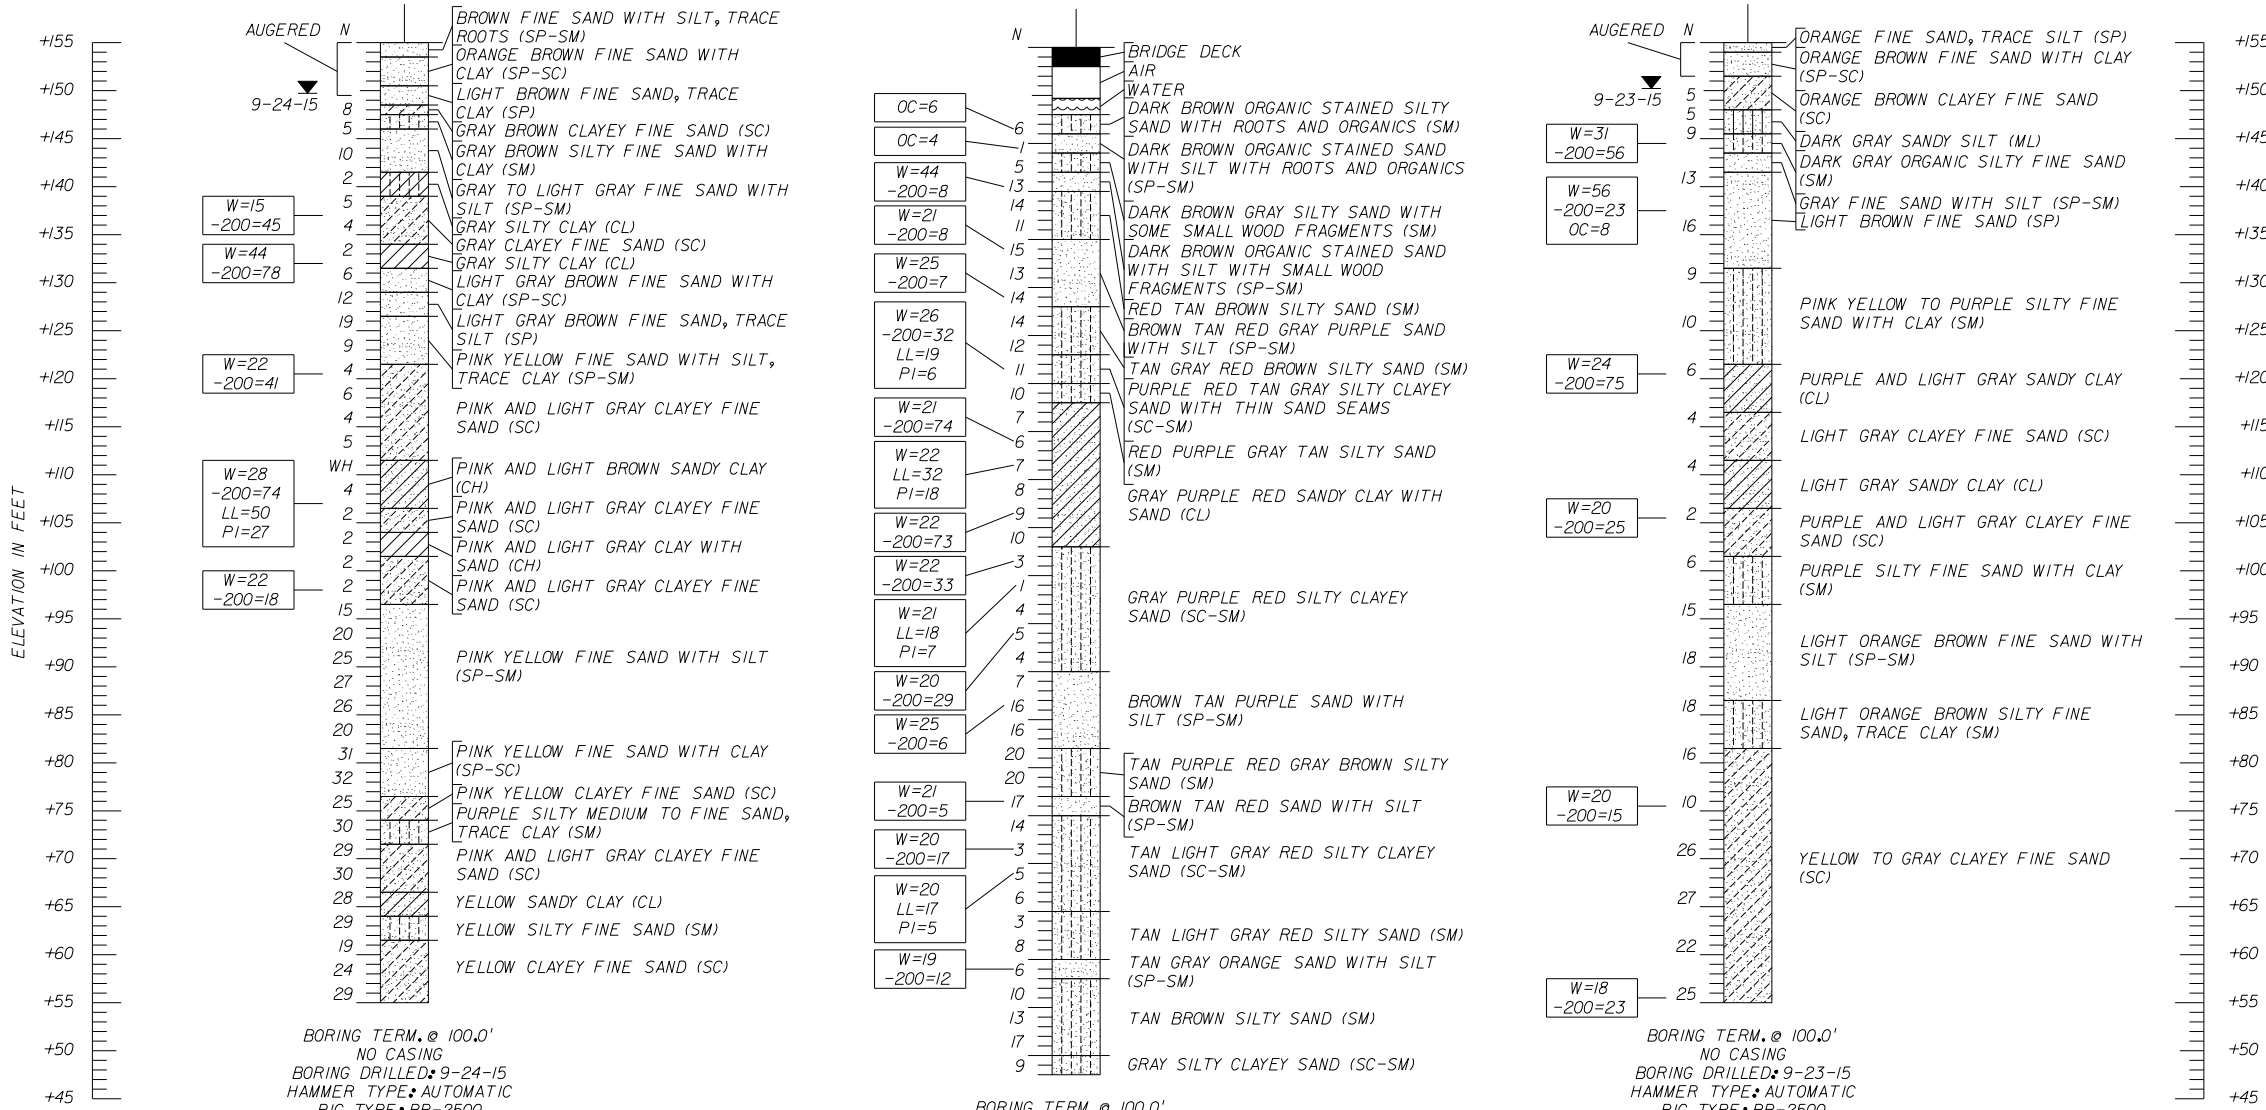 ELEVATION IN FEET
+155
+150
+145
+140
+135
+130
+125
+120
+115
+110
+105
+100
+95
+90
+85
+80
+75
+70
+65
+60
+55
+50
+45
AUGERED
N
9-24-15
8
5
10
2
5
4
2
6
12
19
9
4
6
4
5
WH
4
2
2
2
2
15
20
25
27
26
20
31
32
25
30
29
30
28
29
19
24
29
W=15
-200=45
W=44
-200=78
W=22
-200=41
W=28
-200=74
LL=50
PI=27
W=22
-200=18
BROWN FINE SAND WITH SILT, TRACE
ROOTS (SP-SM)
ORANGE BROWN FINE SAND WITH
CLAY (SP-SC)
LIGHT BROWN FINE SAND, TRACE
CLAY (SP)
GRAY BROWN CLAYEY FINE SAND (SC)
GRAY BROWN SILTY FINE SAND WITH
CLAY (SM)
GRAY TO LIGHT GRAY FINE SAND WITH
SILT (SP-SM)
GRAY SILTY CLAY (CL)
GRAY CLAYEY FINE SAND (SC)
GRAY SILTY CLAY (CL)
LIGHT GRAY BROWN FINE SAND WITH
CLAY (SP-SC)
LIGHT GRAY BROWN FINE SAND, TRACE
SILT (SP)
PINK YELLOW FINE SAND WITH SILT,
TRACE CLAY (SP-SM)
PINK AND LIGHT GRAY CLAYEY FINE
SAND (SC)
PINK AND LIGHT BROWN SANDY CLAY
(CH)
PINK AND LIGHT GRAY CLAYEY FINE
SAND (SC)
PINK AND LIGHT GRAY CLAY WITH
SAND (CH)
PINK AND LIGHT GRAY CLAYEY FINE
SAND (SC)
PINK YELLOW FINE SAND WITH SILT
(SP-SM)
PINK YELLOW FINE SAND WITH CLAY
(SP-SC)
PINK YELLOW CLAYEY FINE SAND (SC)
PURPLE SILTY MEDIUM TO FINE SAND,
TRACE CLAY (SM)
PINK AND LIGHT GRAY CLAYEY FINE
SAND (SC)
YELLOW SANDY CLAY (CL)
YELLOW SILTY FINE SAND (SM)
YELLOW CLAYEY FINE SAND (SC)
BORING TERM. @ 100.0'
NO CASING
BORING DRILLED: 9-24-15
HAMMER TYPE: AUTOMATIC
RIG TYPE: BR-2500
N
6
1
5
13
14
11
15
13
14
14
12
11
10
7
6
7
8
9
10
3
1
4
5
4
7
16
16
20
20
17
14
3
5
6
3
8
6
10
13
17
9
OC=6
OC=4
W=44
-200=8
W=21
-200=8
W=25
-200=7
W=26
-200=32
LL=19
PI=6
W=21
-200=74
W=22
LL=32
PI=18
W=22
-200=73
W=22
-200=33
W=21
LL=18
PI=7
W=20
-200=29
W=25
-200=6
W=21
-200=5
W=20
-200=17
W=20
LL=17
PI=5
W=19
-200=12
BRIDGE DECK
AIR
WATER
DARK BROWN ORGANIC STAINED SILTY
SAND WITH ROOTS AND ORGANICS (SM)
DARK BROWN ORGANIC STAINED SAND
WITH SILT WITH ROOTS AND ORGANICS
(SP-SM)
DARK BROWN GRAY SILTY SAND WITH
SOME SMALL WOOD FRAGMENTS (SM)
DARK BROWN ORGANIC STAINED SAND
WITH SILT WITH SMALL WOOD
FRAGMENTS (SP-SM)
RED TAN BROWN SILTY SAND (SM)
BROWN TAN RED GRAY PURPLE SAND
WITH SILT (SP-SM)
TAN GRAY RED BROWN SILTY SAND (SM)
PURPLE RED TAN GRAY SILTY CLAYEY
SAND WITH THIN SAND SEAMS
(SC-SM)
RED PURPLE GRAY TAN SILTY SAND
(SM)
GRAY PURPLE RED SANDY CLAY WITH
SAND (CL)
GRAY PURPLE RED SILTY CLAYEY
SAND (SC-SM)
BROWN TAN PURPLE SAND WITH
SILT (SP-SM)
TAN PURPLE RED GRAY BROWN SILTY
SAND (SM)
BROWN TAN RED SAND WITH SILT
(SP-SM)
TAN LIGHT GRAY RED SILTY CLAYEY
SAND (SC-SM)
TAN LIGHT GRAY RED SILTY SAND (SM)
TAN GRAY ORANGE SAND WITH SILT
(SP-SM)
TAN BROWN SILTY SAND (SM)
GRAY SILTY CLAYEY SAND (SC-SM)
BORING TERM. @ 100.0'
AUGERED
N
9-23-15
5
5
9
13
16
9
10
6
4
4
2
6
15
18
18
16
10
26
27
22
25
W=31
-200=56
W=56
-200=23
OC=8
W=24
-200=75
W=20
-200=25
W=20
-200=15
W=18
-200=23
ORANGE FINE SAND, TRACE SILT (SP)
ORANGE BROWN FINE SAND WITH CLAY
(SP-SC)
ORANGE BROWN CLAYEY FINE SAND
(SC)
DARK GRAY SANDY SILT (ML)
DARK GRAY ORGANIC SILTY FINE SAND
(SM)
GRAY FINE SAND WITH SILT (SP-SM)
LIGHT BROWN FINE SAND (SP)
PINK YELLOW TO PURPLE SILTY FINE
SAND WITH CLAY (SM)
PURPLE AND LIGHT GRAY SANDY CLAY
(CL)
LIGHT GRAY CLAYEY FINE SAND (SC)
LIGHT GRAY SANDY CLAY (CL)
PURPLE AND LIGHT GRAY CLAYEY FINE
SAND (SC)
PURPLE SILTY FINE SAND WITH CLAY
(SM)
LIGHT ORANGE BROWN FINE SAND WITH
SILT (SP-SM)
LIGHT ORANGE BROWN SILTY FINE
SAND, TRACE CLAY (SM)
YELLOW TO GRAY CLAYEY FINE SAND
(SC)
BORING TERM. @ 100.0'
NO CASING
BORING DRILLED: 9-23-15
HAMMER TYPE: AUTOMATIC
RIG TYPE: BR-2500
+155
+150
+145
+140
+135
+130
+125
+120
+115
+110
+105
+100
+95
+90
+85
+80
+75
+70
+65
+60
+55
+50
+45